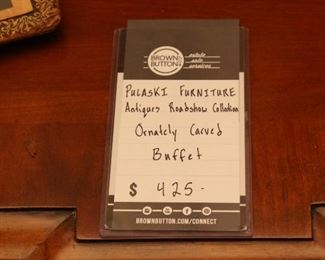 BROWN
BUTTON
estate
sale
services
PULASKI FURNITURE
Antiques Roadshow Collection
Ornately Carved
Buffet
$ 425-
BROWNBUTTON.COM/CONNECT